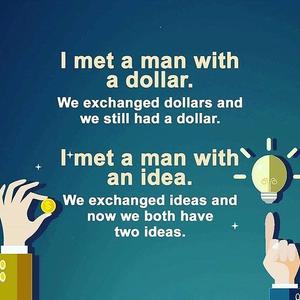 I met a man with
a dollar.
We exchanged dollars and
we still had a dollar.
I met a man with
an idea.
We exchanged ideas and
now we both have
two ideas.